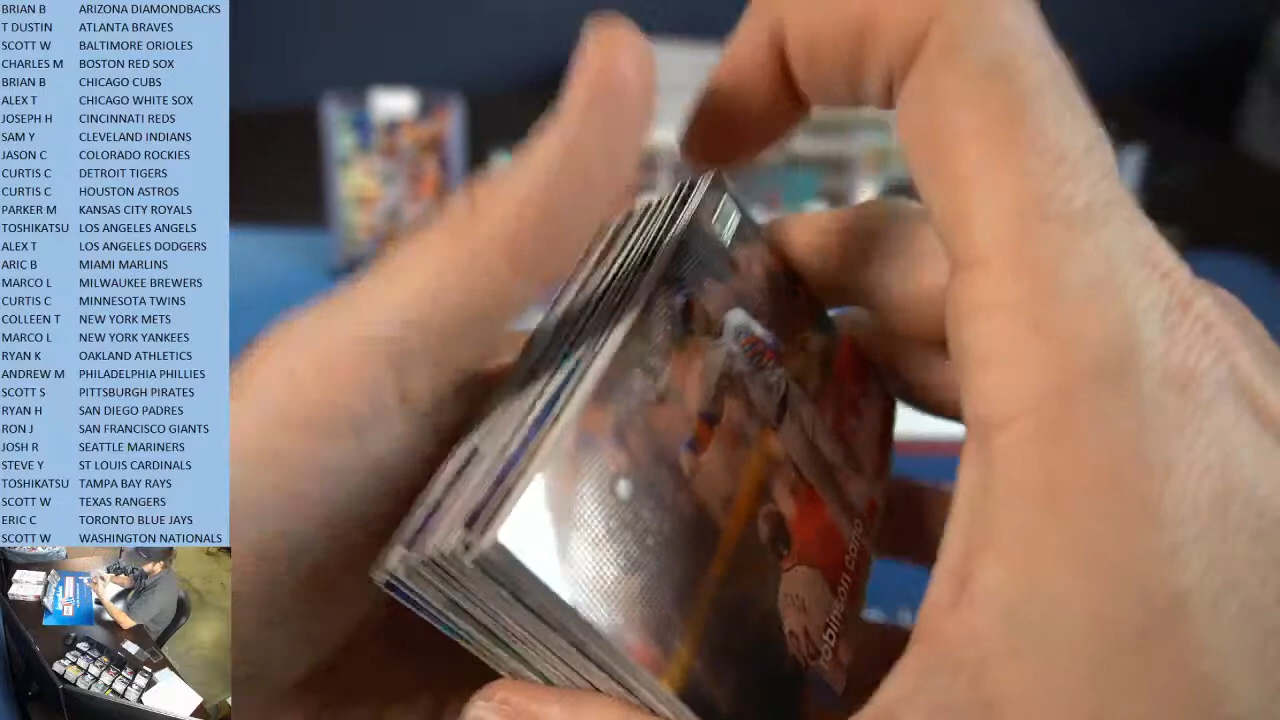 BRIAN B ARIZONA DIAMONDBACKS
T DUSTIN ATLANTA BRAVES
SCOTT W BALTIMORE ORIOLES
CHARLES M BOSTON RED SOX
BRIAN B CHICAGO CUBS
ALEX T CHICAGO WHITE SOX
JOSEPH H CINCINNATI REDS
SAM Y CLEVELAND INDIANS
JASON C COLORADO ROCKIES
CURTIS C DETROIT TIGERS
CURTIS C HOUSTON ASTROS
PARKER M KANSAS CITY ROYALS
TOSHIKATSU LOS ANGELES ANGELS
ALEX T LOS ANGELES DODGERS
ARIC B MIAMI MARLINS
MARCO L MILWAUKEE BREWERS
CURTIS C MINNESOTA TWINS
COLLEEN T NEW YORK METS
MARCO L NEW YORK YANKEES
RYAN K OAKLAND ATHLETICS
ANDREW M PHILADELPHIA PHILLIES
SCOTT S PITTSBURGH PIRATES
RYAN H SAN DIEGO PADRES
RON J SAN FRANCISCO GIANTS
JOSH R SEATTLE MARINERS
STEVE Y ST LOUIS CARDINALS
TOSHIKATSU TAMPA BAY RAYS
SCOTT W TEXAS RANGERS
ERIC C TORONTO BLUE JAYS
SCOTT W WASHINGTON NATIONALS
robinson cano